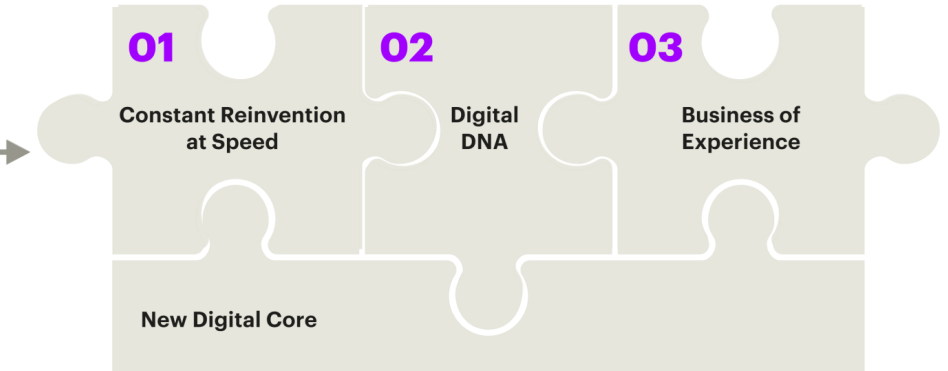 01
Constant Reinvention
at Speed
02
Digital
DNA
03
Business of
Experience
New Digital Core